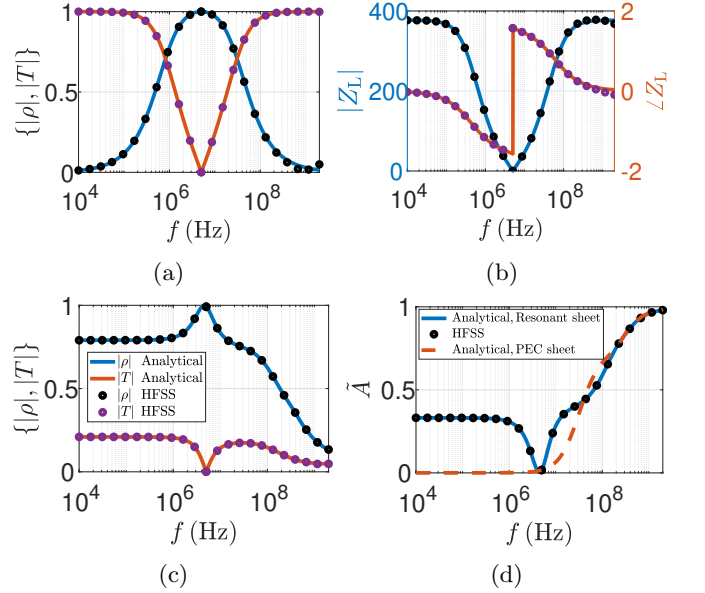 {|ρ|, |T|}
1
0.5
0
10^4 10^6 10^8
f (Hz)
(a)
|Z_L|
400
200
0
∠Z_L
2
0
-2
10^4 10^6 10^8
f (Hz)
(b)
{|ρ|, |T|}
1
0.5
0
|ρ| Analytical
|T| Analytical
|ρ| HFSS
|T| HFSS
10^4 10^6 10^8
f (Hz)
(c)
Ã
1
0.5
0
Analytical, Resonant sheet
HFSS
Analytical, PEC sheet
10^4 10^6 10^8
f (Hz)
(d)